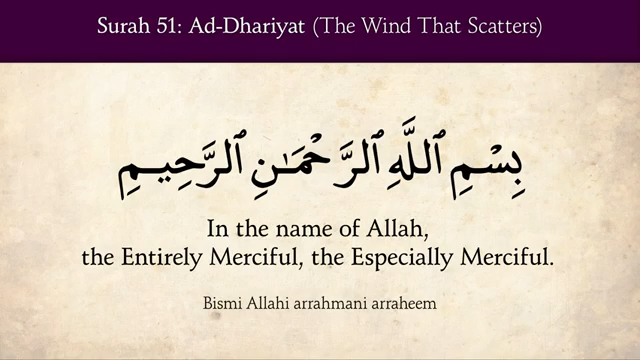 Surah 51: Ad-Dhariyat (The Wind That Scatters)
بِسْمِ ٱللَّهِ ٱلرَّحْمَـٰنِ ٱلرَّحِيمِ
In the name of Allah,
the Entirely Merciful, the Especially Merciful.
Bismi Allahi arrahmani arraheem